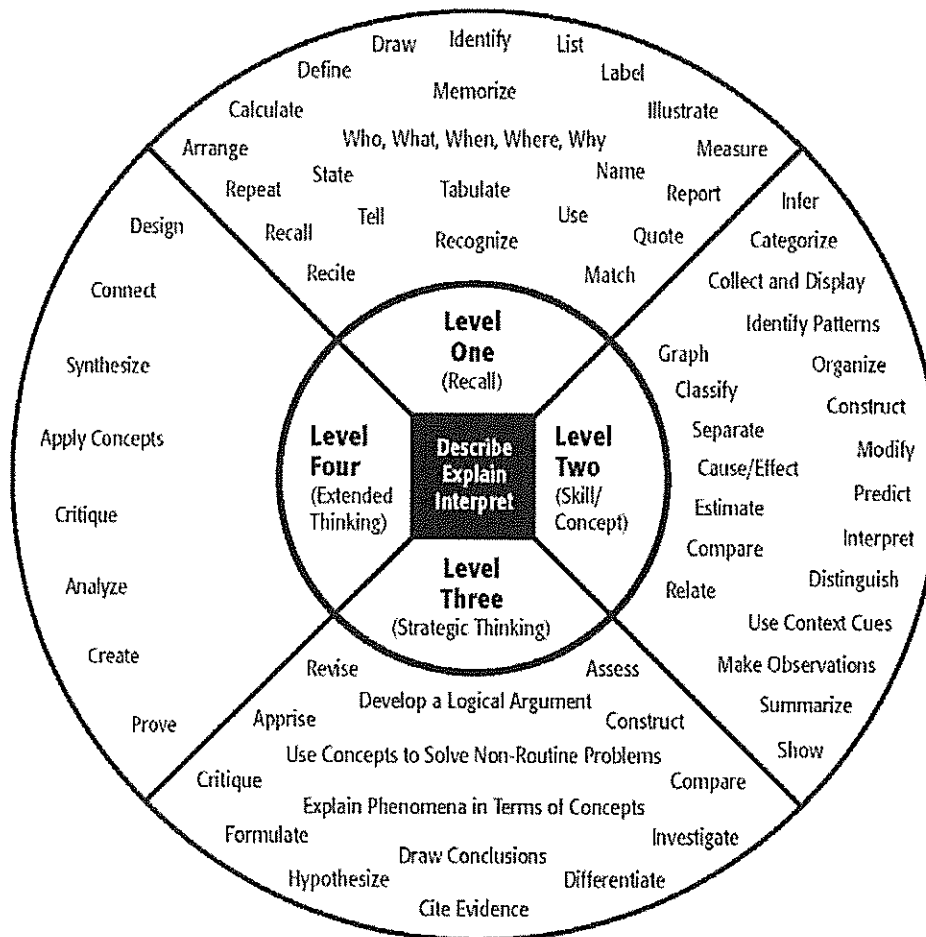 Draw
Identify
List
Define
Label
Calculate
Memorize
Illustrate
Arrange
Who, What, When, Where, Why
Measure
Repeat
State
Tabulate
Name
Report
Recall
Tell
Recognize
Use
Quote
Recite
Match
Level
One
(Recall)
Infer
Categorize
Collect and Display
Identify Patterns
Graph
Organize
Classify
Construct
Separate
Modify
Cause/Effect
Predict
Estimate
Interpret
Compare
Distinguish
Relate
Use Context Cues
Make Observations
Summarize
Show
Level
Two
(Skill/
Concept)
Describe
Explain
Interpret
Level
Three
(Strategic Thinking)
Revise
Assess
Develop a Logical Argument
Apprise
Construct
Use Concepts to Solve Non-Routine Problems
Critique
Compare
Explain Phenomena in Terms of Concepts
Formulate
Investigate
Draw Conclusions
Hypothesize
Differentiate
Cite Evidence
Level
Four
(Extended
Thinking)
Design
Connect
Synthesize
Apply Concepts
Critique
Analyze
Create
Prove